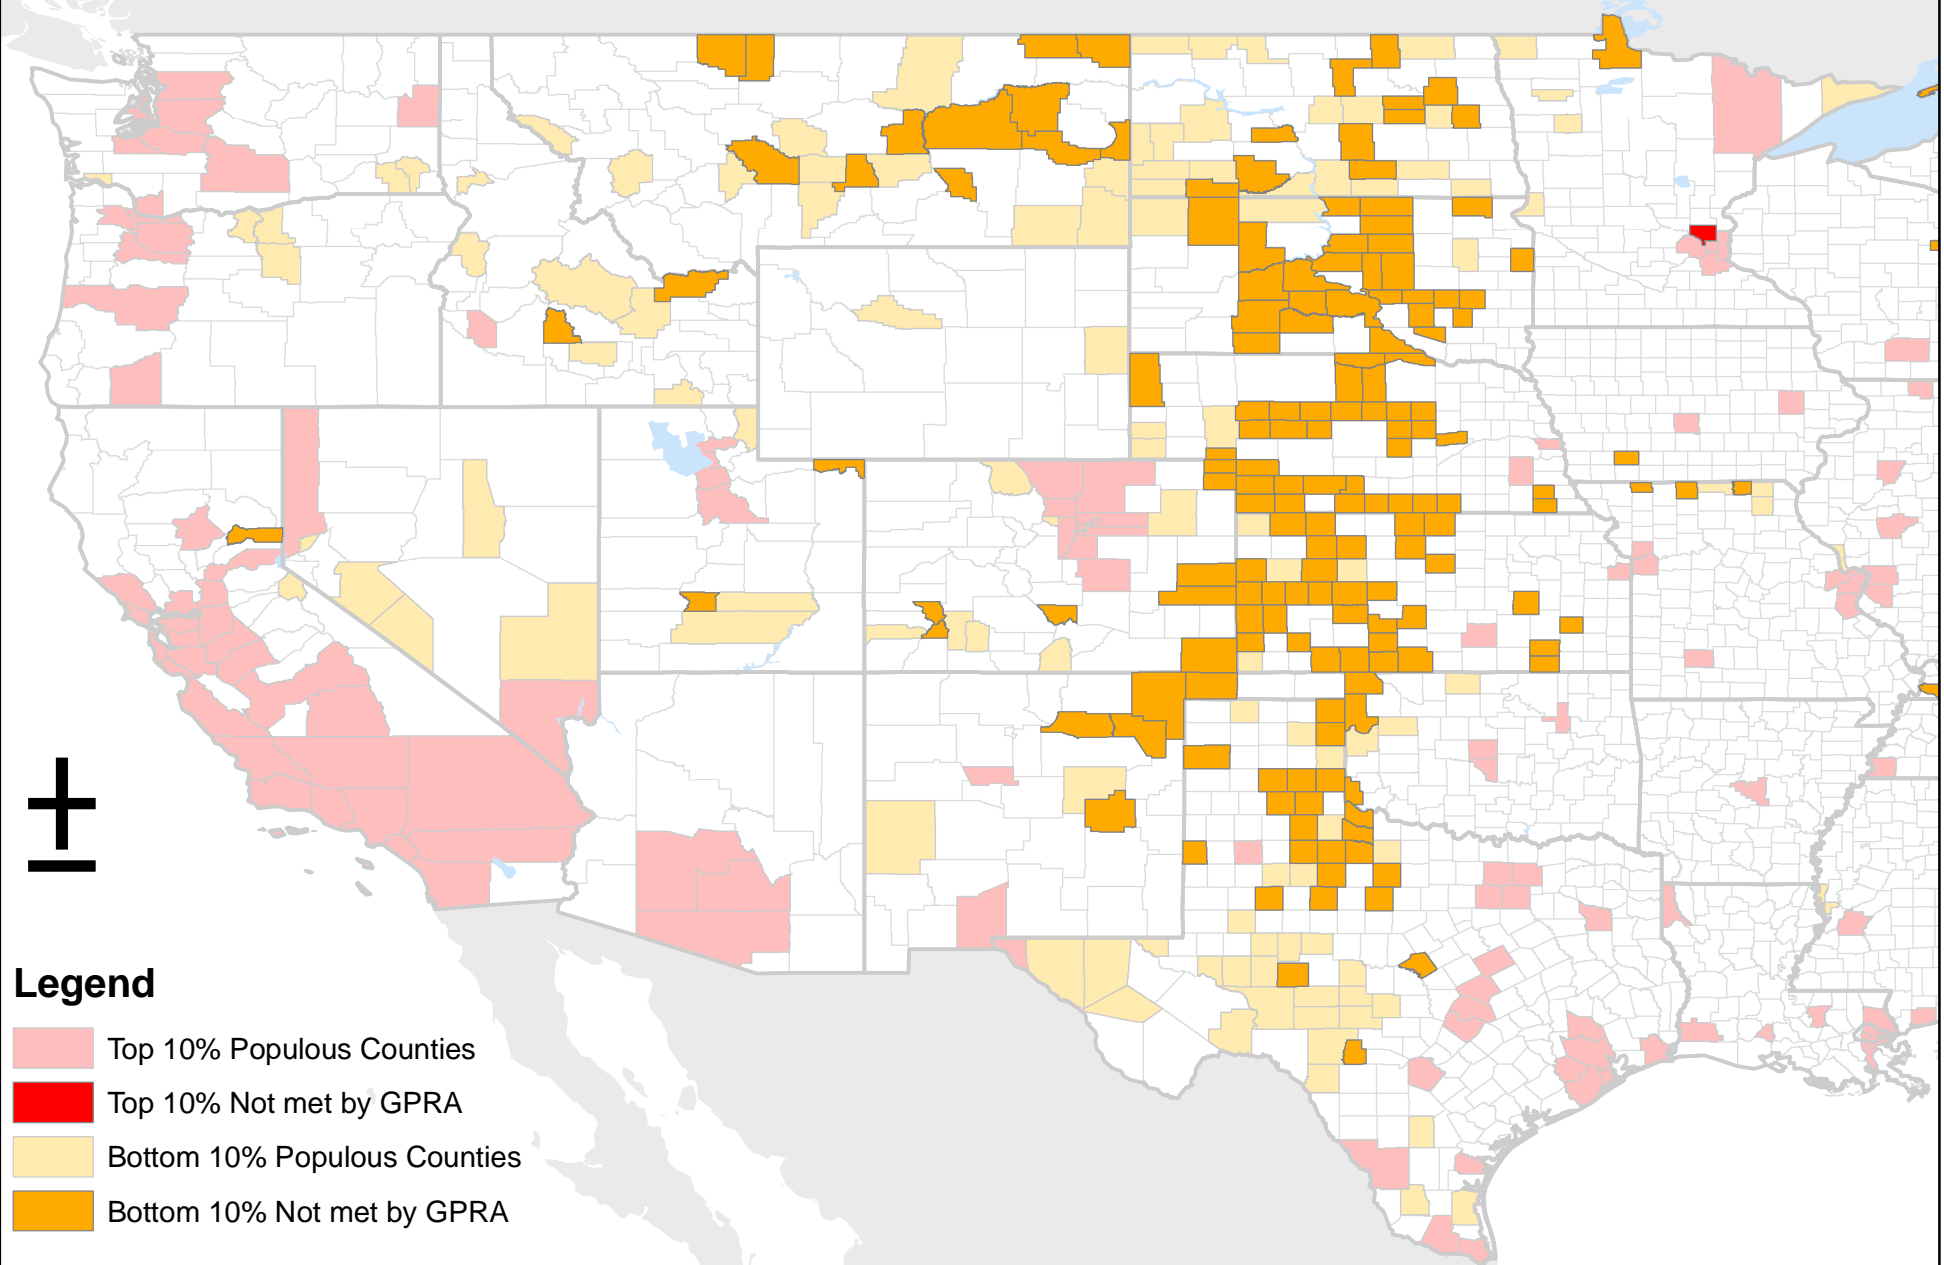 Legend
Top 10% Populous Counties
Top 10% Not met by GPRA
Bottom 10% Populous Counties
Bottom 10% Not met by GPRA